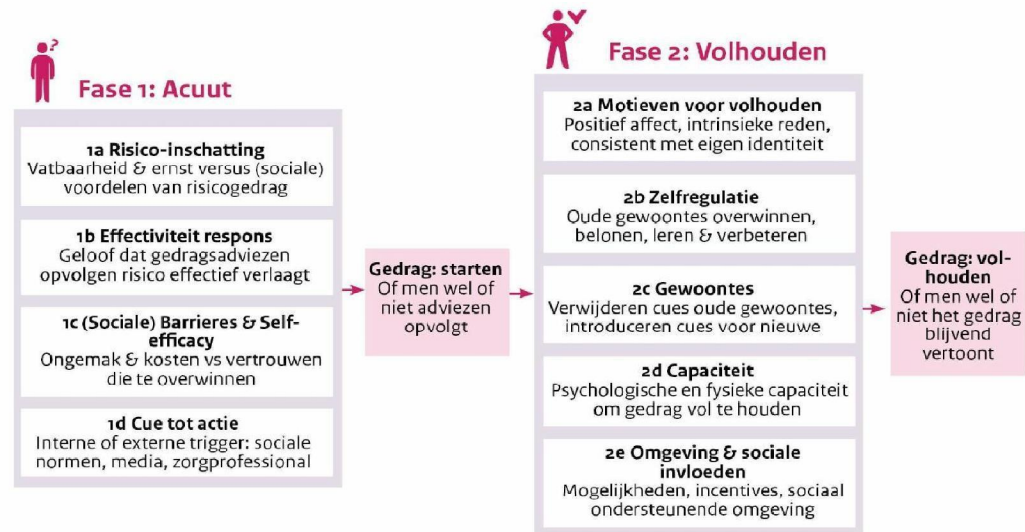 Fase 1: Acuut
1a Risico-inschatting
Vatbaarheid & ernst versus (sociale)
voordelen van risicogedrag
1b Effectiviteit respons
Geloof dat gedragsadviezen
opvolgen risico effectief verlaagt
1c (Sociale) Barrieres & Self-
efficacy
Ongemak & kosten vs vertrouwen
die te overwinnen
1d Cue tot actie
Interne of externe trigger: sociale
normen, media, zorgprofessional
Gedrag: starten
Of men wel of
niet adviezen
opvolgt
Fase 2: Volhouden
2a Motieven voor volhouden
Positief affect, intrinsieke reden,
consistent met eigen identiteit
2b Zelfregulatie
Oude gewoontes overwinnen,
belonen, leren & verbeteren
2c Gewoontes
Verwijderen cues oude gewoontes,
introduceren cues voor nieuwe
2d Capaciteit
Psychologische en fysieke capaciteit
om gedrag vol te houden
2e Omgeving & sociale
invloeden
Mogelijkheden, incentives, sociaal
ondersteunende omgeving
Gedrag: vol-
houden
Of men wel of
niet het gedrag
blijvend
vertoont